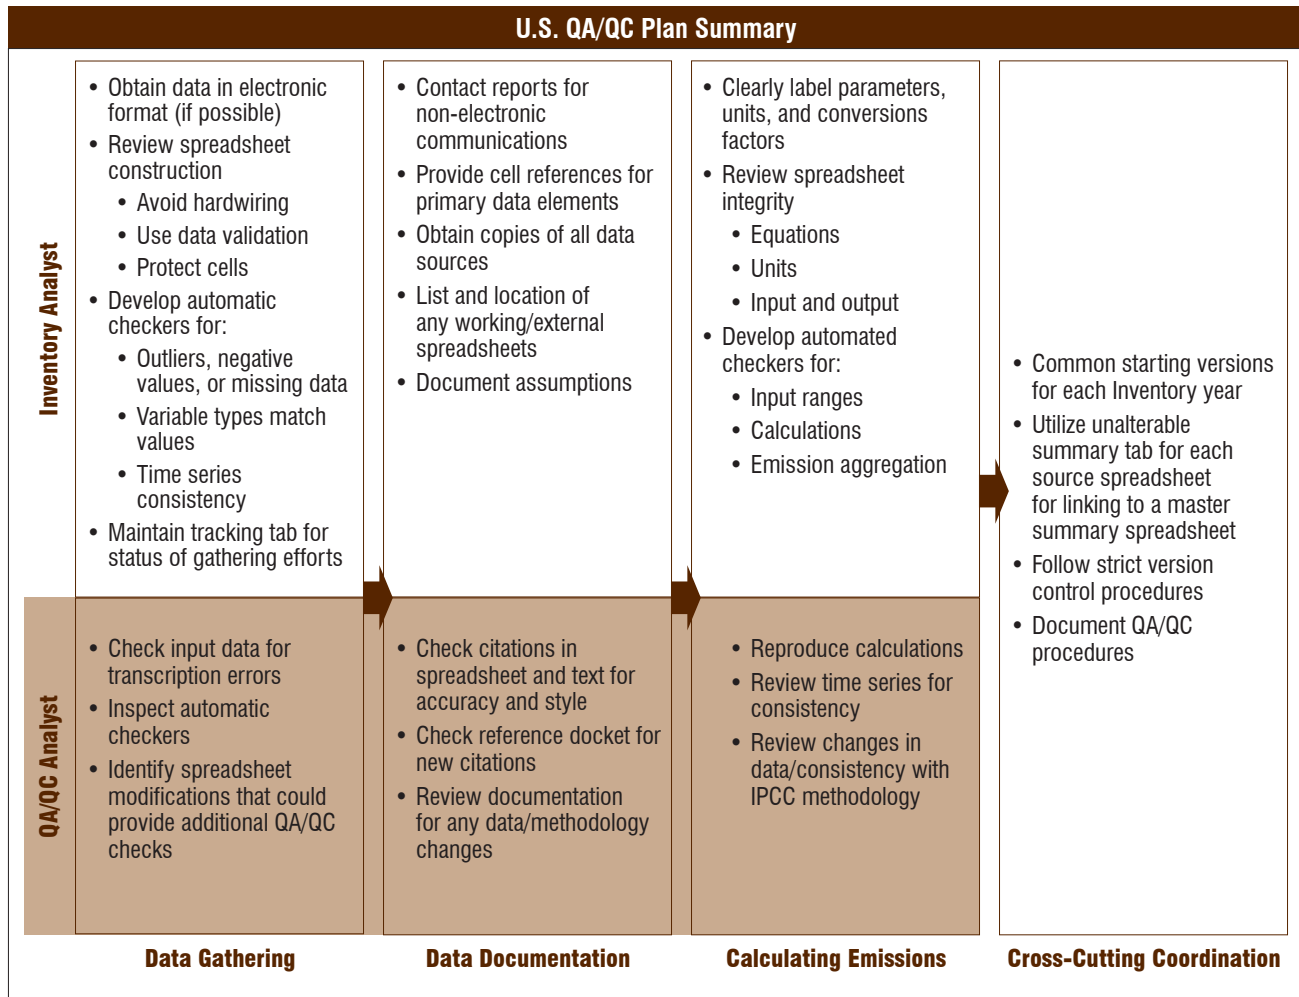 U.S. QA/QC Plan Summary
Inventory Analyst
• Obtain data in electronic
format (if possible)
• Review spreadsheet
construction
• Avoid hardwiring
• Use data validation
• Protect cells
• Develop automatic
checkers for:
• Outliers, negative
values, or missing data
• Variable types match
values
• Time series
consistency
• Maintain tracking tab for
status of gathering efforts
• Contact reports for
non-electronic
communications
• Provide cell references for
primary data elements
• Obtain copies of all data
sources
• List and location of
any working/external
spreadsheets
• Document assumptions
• Clearly label parameters,
units, and conversions
factors
• Review spreadsheet
integrity
• Equations
• Units
• Input and output
• Develop automated
checkers for:
• Input ranges
• Calculations
• Emission aggregation
• Common starting versions
for each Inventory year
• Utilize unalterable
summary tab for each
source spreadsheet
for linking to a master
summary spreadsheet
• Follow strict version
control procedures
• Document QA/QC
procedures
QA/QC Analyst
• Check input data for
transcription errors
• Inspect automatic
checkers
• Identify spreadsheet
modifications that could
provide additional QA/QC
checks
• Check citations in
spreadsheet and text for
accuracy and style
• Check reference docket for
new citations
• Review documentation
for any data/methodology
changes
• Reproduce calculations
• Review time series for
consistency
• Review changes in
data/consistency with
IPCC methodology
Data Gathering
Data Documentation
Calculating Emissions
Cross-Cutting Coordination